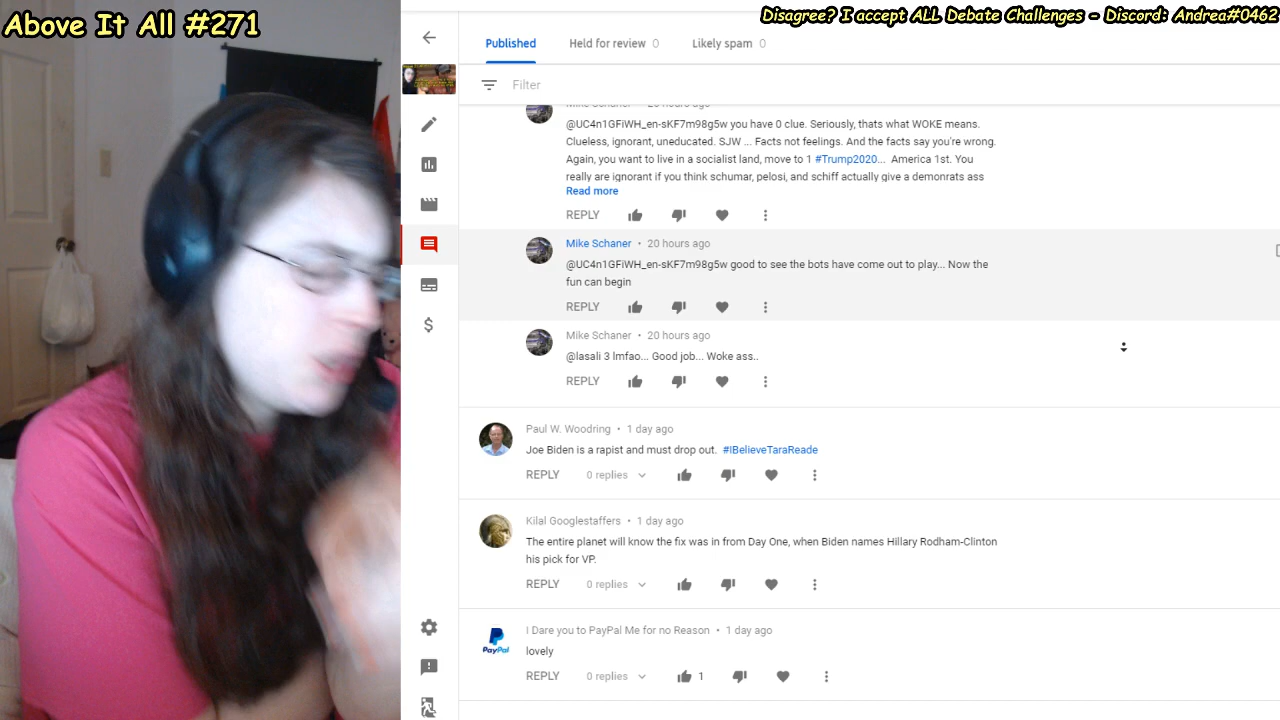 Above It All #271
Disagree? I accept ALL Debate Challenges - Discord: Andrea#0462
Published Held for review 0 Likely spam 0
Filter
Mike Schaner • 20 hours ago
@UC4n1GFiWH_en-sKF7m98g5w you have 0 clue. Seriously, thats what WOKE means.
Clueless, ignorant, uneducated. SJW ... Facts not feelings. And the facts say you're wrong.
Again, you want to live in a socialist land, move to 1 #Trump2020... America 1st. You
really are ignorant if you think schumar, pelosi, and schiff actually give a demonrats ass
Read more
REPLY
Mike Schaner • 20 hours ago
@UC4n1GFiWH_en-sKF7m98g5w good to see the bots have come out to play... Now the
fun can begin
REPLY
Mike Schaner • 20 hours ago
@lasali 3 lmfao... Good job... Woke ass..
REPLY
Paul W. Woodring • 1 day ago
Joe Biden is a rapist and must drop out. #IBelieveTaraReade
REPLY 0 replies
Kilal Googlestaffers • 1 day ago
The entire planet will know the fix was in from Day One, when Biden names Hillary Rodham-Clinton
his pick for VP.
REPLY 0 replies
I Dare you to PayPal Me for no Reason • 1 day ago
PayPal
lovely
REPLY 0 replies 1